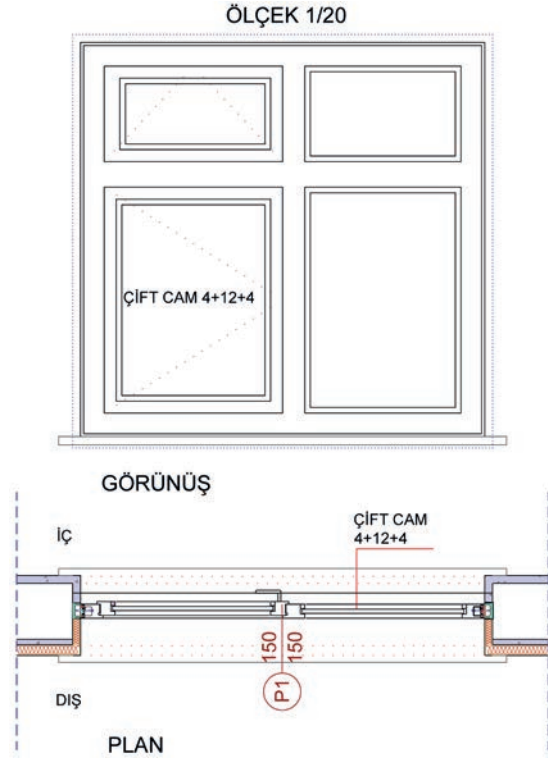 ÖLÇEK 1/20
ÇİFT CAM 4+12+4
GÖRÜNÜŞ
İÇ
ÇİFT CAM
4+12+4
150
150
P1
DIŞ
PLAN